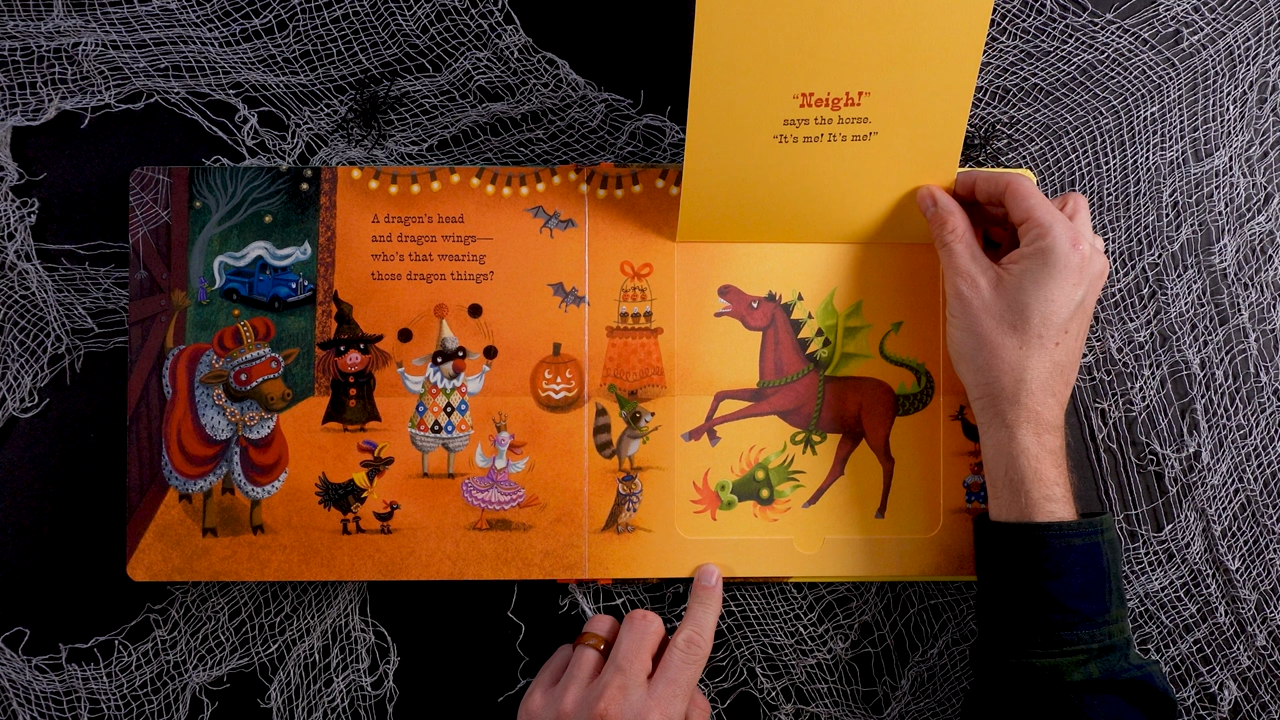 A dragon's head
and dragon wings—
who's that wearing
those dragon things?
"Neigh!"
says the horse.
"It's me! It's me!"